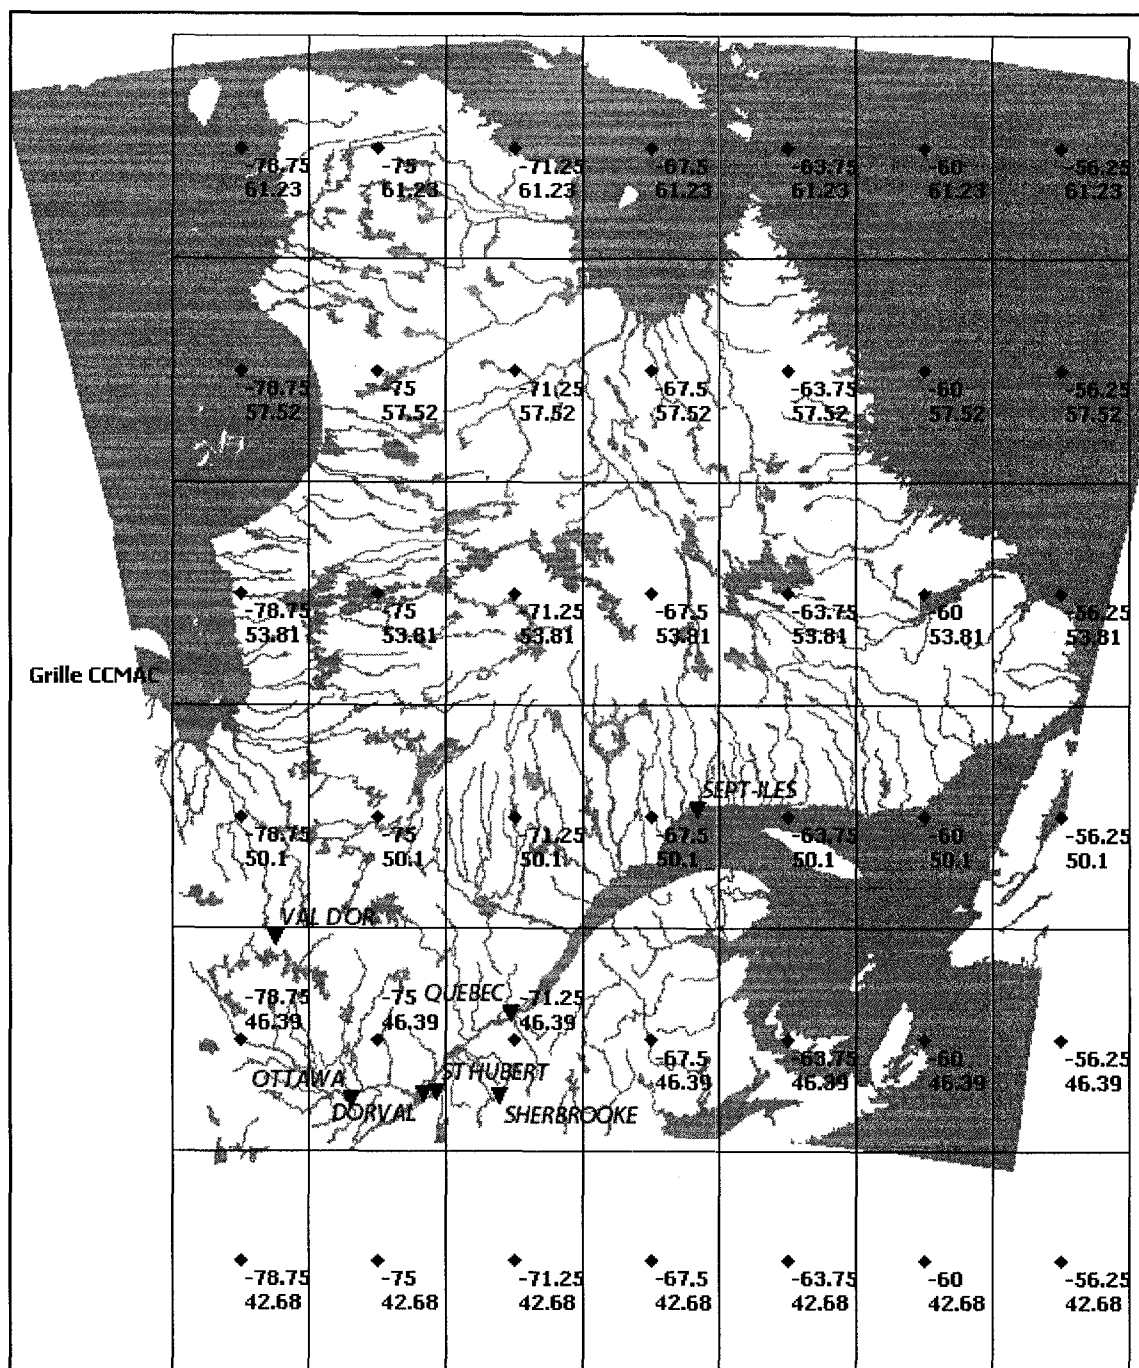 -78.75 -75 -71.25 -67.5 -63.75 -60 -56.25
61.23 61.23 61.23 61.23 61.23 61.23 61.23
-78.75 -75 -71.25 -67.5 -63.75 -60 -56.25
57.52 57.52 57.52 57.52 57.52 57.52 57.52
-78.75 -75 -71.25 -67.5 -63.75 -60 -56.25
53.81 53.81 53.81 53.81 53.81 53.81 53.81
Grille CCMAC
SEPT-ILES
-78.75 -75 -71.25 -67.5 -63.75 -60 -56.25
50.1 50.1 50.1 50.1 50.1 50.1 50.1
VAL D'OR
-78.75 -75 QUEBEC -71.25
46.39 46.39 46.39
-67.5 -63.75 -60 -56.25
46.39 46.39 46.39 46.39
OTTAWA ST HUBERT
DORVAL SHERBROOKE
-78.75 -75 -71.25 -67.5 -63.75 -60 -56.25
42.68 42.68 42.68 42.68 42.68 42.68 42.68